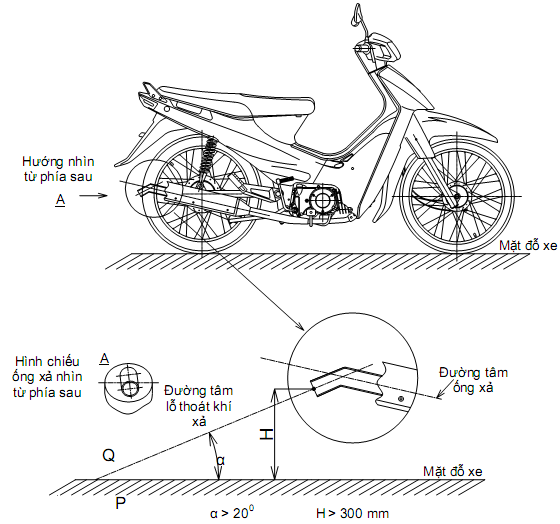 Hướng nhìn
từ phía sau
A
Mặt đỗ xe
Hình chiếu
ống xả nhìn
từ phía sau
A
Đường tâm
lỗ thoát khí
xả
Đường tâm
ống xả
H
Q
α
Mặt đỗ xe
P
α > 20⁰
H > 300 mm